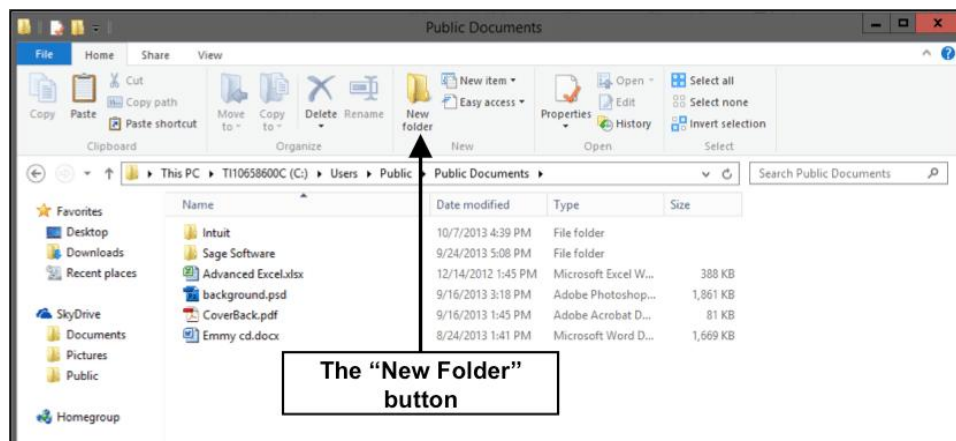 Public Documents
File Home Share View
Copy
Paste
Cut
Copy path
Paste shortcut
Clipboard
Move to
Copy to
Delete
Rename
Organize
New folder
New item
Easy access
New
Properties
Open
Edit
History
Open
Select all
Select none
Invert selection
Select
This PC TI10658600C (C:) Users Public Public Documents
Search Public Documents
Favorites
Desktop
Downloads
Recent places
SkyDrive
Documents
Pictures
Public
Homegroup
Name Date modified Type Size
Intuit 10/7/2013 4:39 PM File folder
Sage Software 9/24/2013 5:08 PM File folder
Advanced Excel.xlsx 12/14/2012 1:45 PM Microsoft Excel W... 388 KB
background.psd 9/16/2013 3:18 PM Adobe Photoshop... 1,861 KB
CoverBack.pdf 9/16/2013 1:45 PM Adobe Acrobat D... 81 KB
Emmy cd.docx 8/24/2013 1:41 PM Microsoft Word D... 1,669 KB
The “New Folder”
button